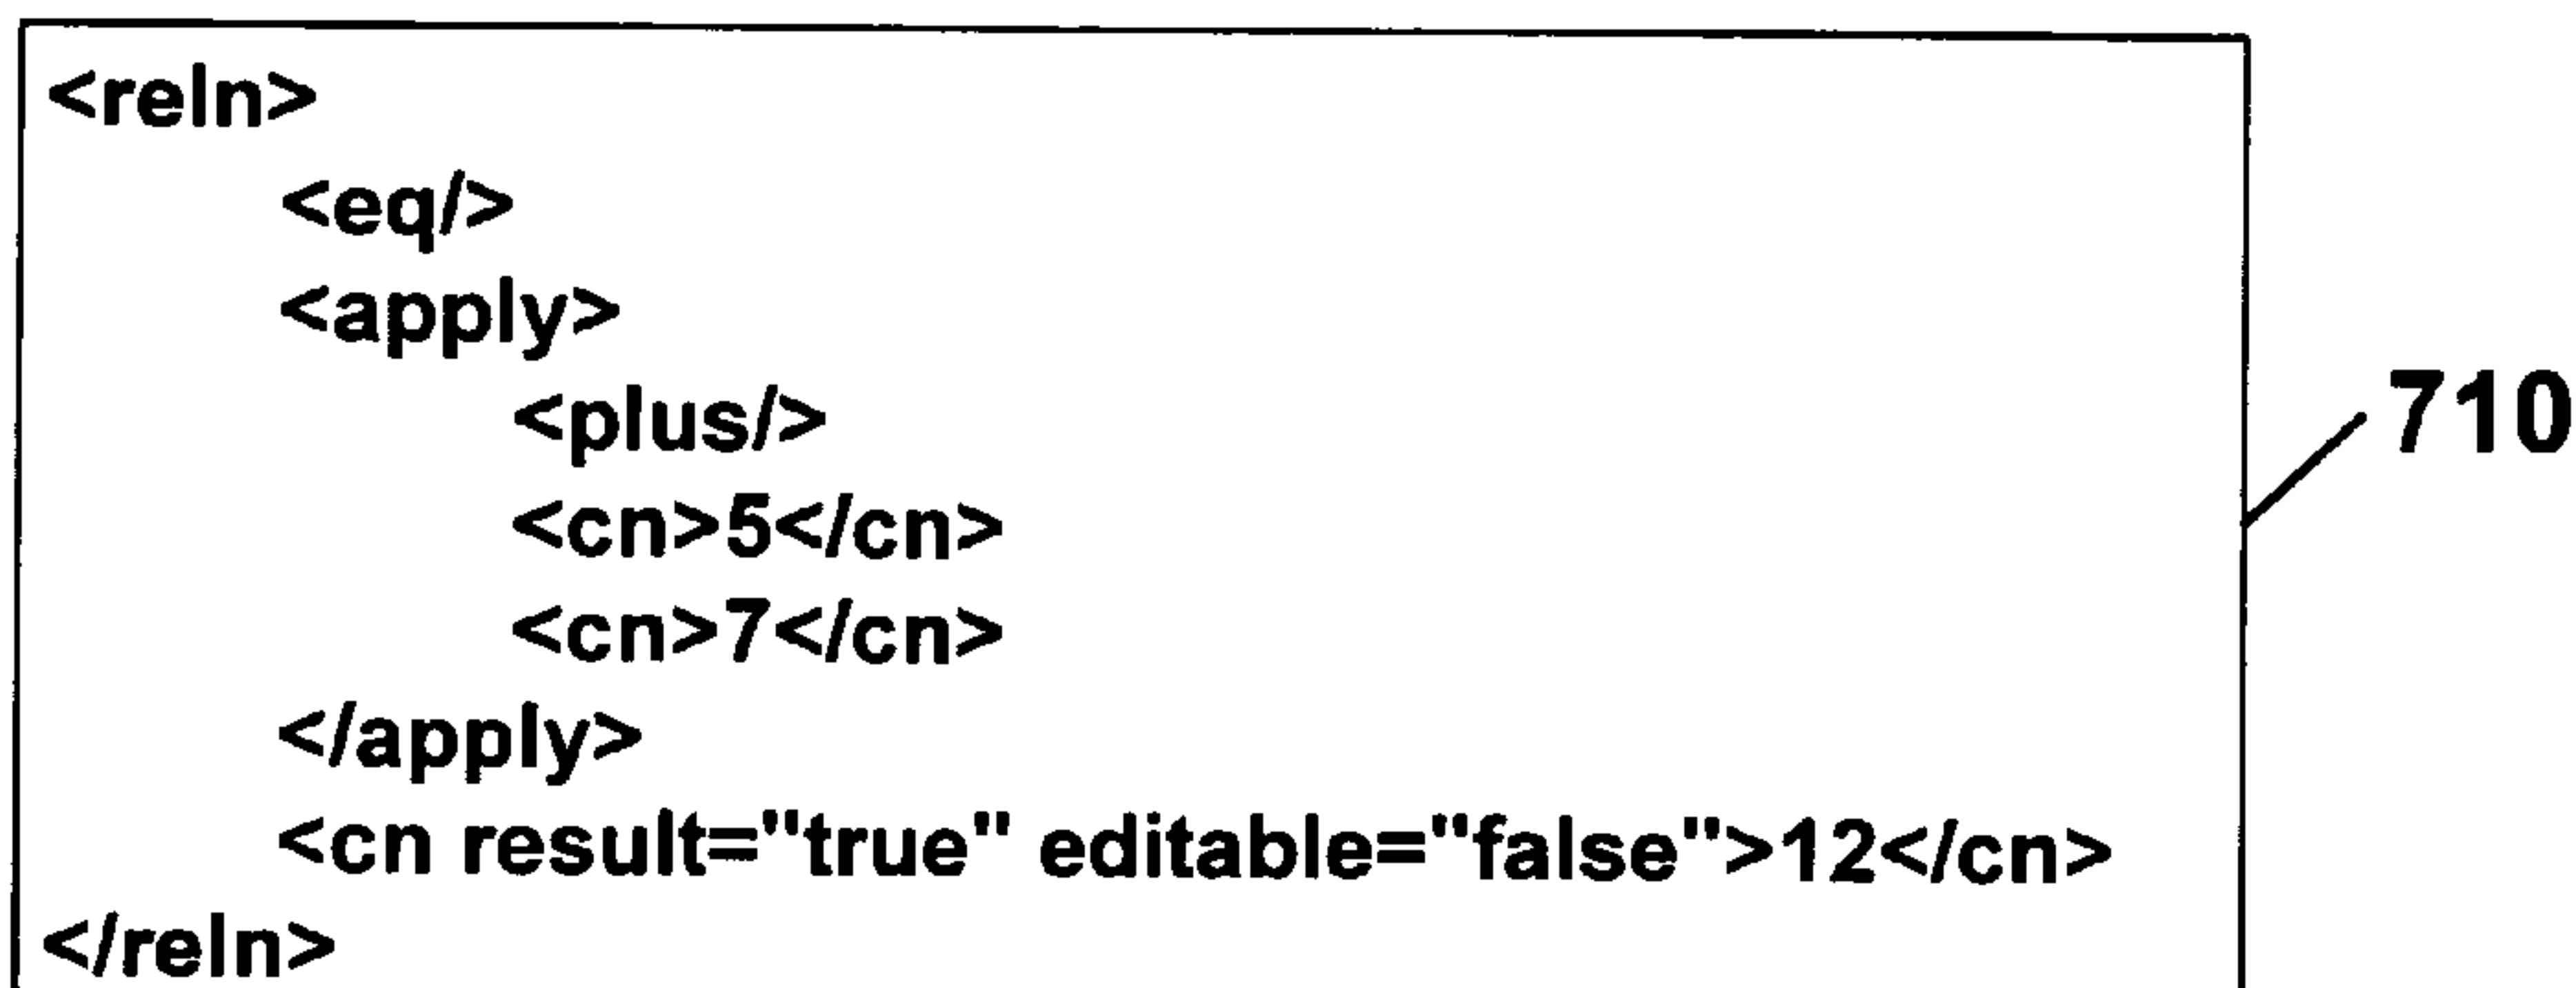 <reln>
<eq/>
<apply>
<plus/>
<cn>5</cn>
<cn>7</cn>
</apply>
<cn result="true" editable="false">12</cn>
</reln>
710